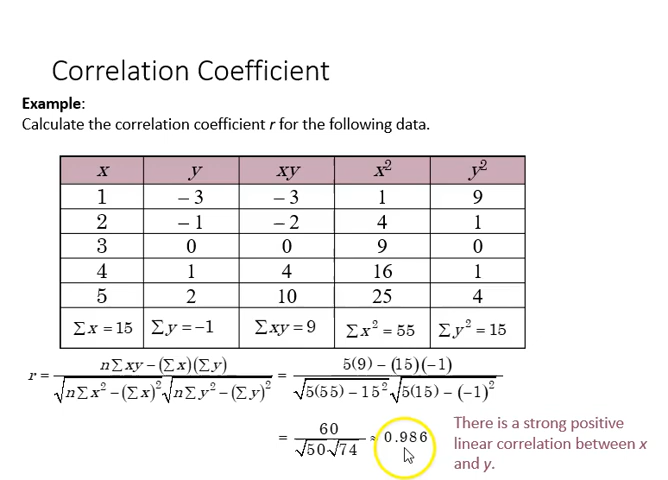 Correlation Coefficient
Example:
Calculate the correlation coefficient r for the following data.
x y xy x² y²
1 −3 −3 1 9
2 −1 −2 4 1
3 0 0 9 0
4 1 4 16 1
5 2 10 25 4
Σx = 15 Σy = −1 Σxy = 9 Σx² = 55 Σy² = 15
r = (nΣxy − (Σx)(Σy)) / (√(nΣx² − (Σx)²) √(nΣy² − (Σy)²)) = (5(9) − (15)(−1)) / (√(5(55) − 15²) √(5(15) − (−1)²))
= 60 / (√50 √74) ≈ 0.986
There is a strong positive
linear correlation between x
and y.